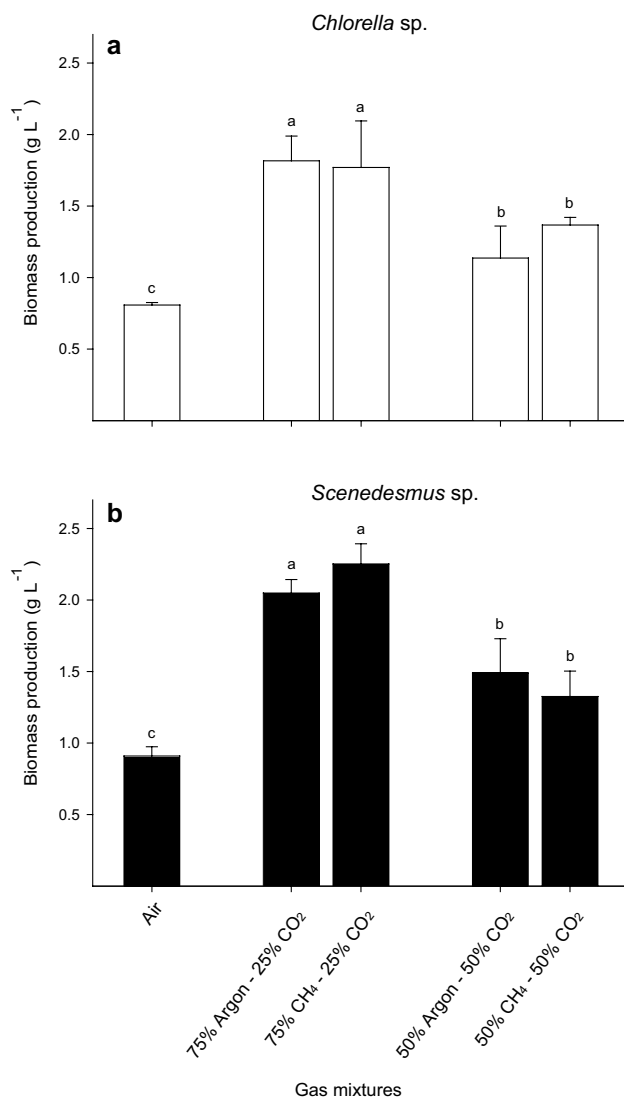 Chlorella sp.
a
2.5
2.0
1.5
1.0
0.5
Biomass production (g L⁻¹)
c
a
a
b
b
Scenedesmus sp.
b
2.5
2.0
1.5
1.0
0.5
Biomass production (g L⁻¹)
c
a
a
b
b
Air
75% Argon - 25% CO₂
75% CH₄ - 25% CO₂
50% Argon - 50% CO₂
50% CH₄ - 50% CO₂
Gas mixtures